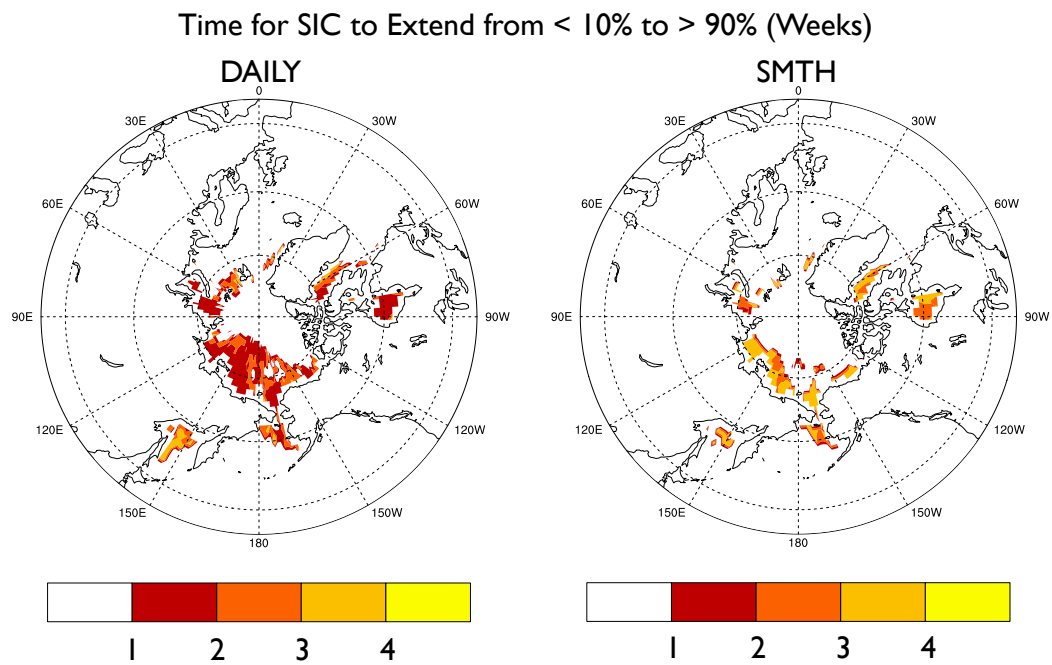 Time for SIC to Extend from < 10% to > 90% (Weeks)
DAILY
SMTH
0
30E
30W
60E
60W
90E
90W
120E
120W
150E
150W
180
0
30E
30W
60E
60W
90E
90W
120E
120W
150E
150W
180
1 2 3 4
1 2 3 4